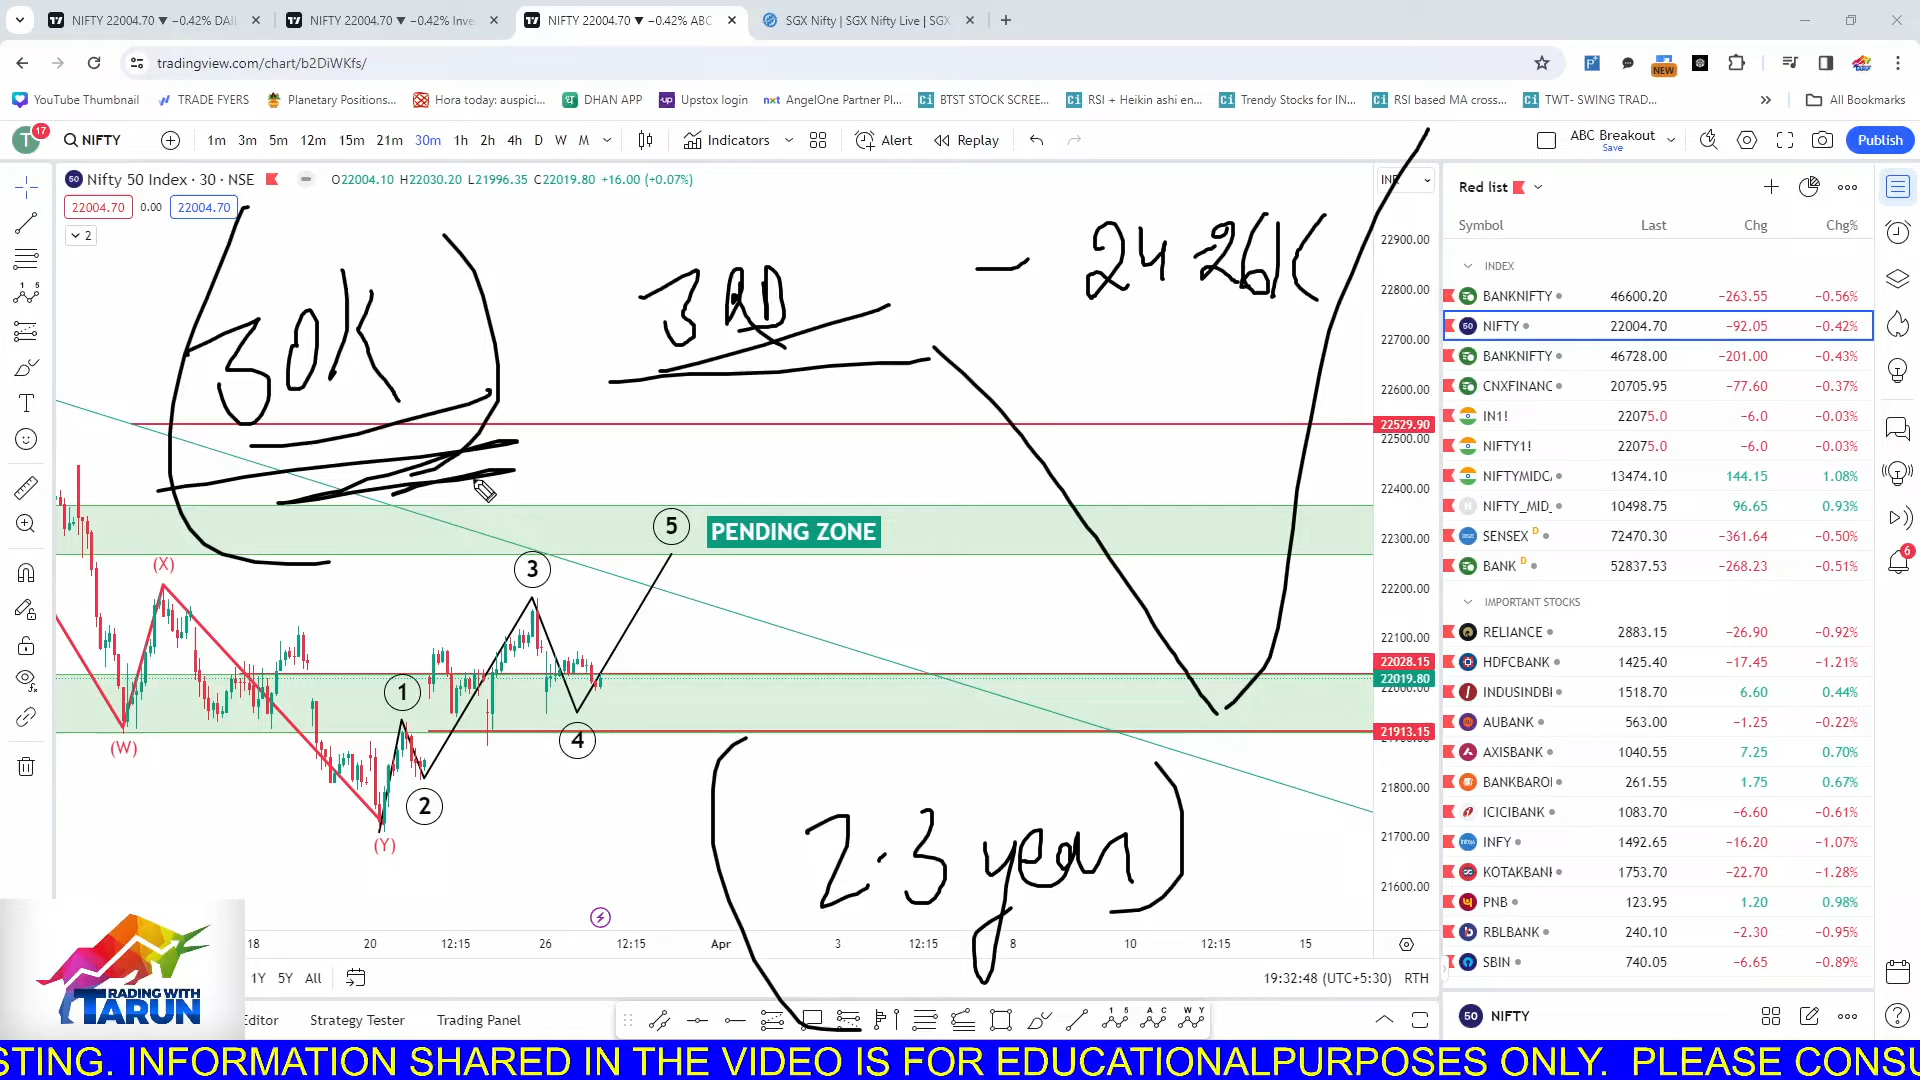 NIFTY 22004.70 ▼ −0.42% DAIL
NIFTY 22004.70 ▼ −0.42% Inve
NIFTY 22004.70 ▼ −0.42% ABC
SGX Nifty | SGX Nifty Live | SGX
tradingview.com/chart/b2DiWKfs/
NEW
YouTube Thumbnail
TRADE FYERS
Planetary Positions...
Hora today: auspici...
DHAN APP
Upstox login
AngelOne Partner Pl...
BTST STOCK SCREE...
RSI + Heikin ashi en...
Trendy Stocks for IN...
RSI based MA cross...
TWT- SWING TRAD...
All Bookmarks
T 17 NIFTY 1m 3m 5m 12m 15m 21m 30m 1h 2h 4h D W M Indicators Alert Replay ABC Breakout Save Publish
Nifty 50 Index · 30 · NSE O22004.10 H22030.20 L21996.35 C22019.80 +16.00 (+0.07%)
INR
22004.70 0.00 22004.70
2
30K
3RD
– 24 26K
2·3 year
PENDING ZONE
(W)
(X)
(Y)
1
2
3
4
5
22900.00
22800.00
22700.00
22600.00
22529.90
22500.00
22400.00
22300.00
22200.00
22100.00
22028.15
22019.80
22000.00
21913.15
21800.00
21700.00
21600.00
18 20 12:15 26 12:15 Apr 3 12:15 8 10 12:15 15
1Y 5Y All
19:32:48 (UTC+5:30) RTH
Editor Strategy Tester Trading Panel
Red list
Symbol Last Chg Chg%
INDEX
BANKNIFTY 46600.20 −263.55 −0.56%
NIFTY 22004.70 −92.05 −0.42%
BANKNIFTY 46728.00 −201.00 −0.43%
CNXFINANC 20705.95 −77.60 −0.37%
IN1! 22075.0 −6.0 −0.03%
NIFTY1! 22075.0 −6.0 −0.03%
NIFTYMIDCA 13474.10 144.15 1.08%
NIFTY_MID_ 10498.75 96.65 0.93%
SENSEX D 72470.30 −361.64 −0.50%
BANK D 52837.53 −268.23 −0.51%
IMPORTANT STOCKS
RELIANCE 2883.15 −26.90 −0.92%
HDFCBANK 1425.40 −17.45 −1.21%
INDUSINDBI 1518.70 6.60 0.44%
AUBANK 563.00 −1.25 −0.22%
AXISBANK 1040.55 7.25 0.70%
BANKBAROI 261.55 1.75 0.67%
ICICIBANK 1083.70 −6.60 −0.61%
INFY 1492.65 −16.20 −1.07%
KOTAKBANK 1753.70 −22.70 −1.28%
PNB 123.95 1.20 0.98%
RBLBANK 240.10 −2.30 −0.95%
SBIN 740.05 −6.65 −0.89%
50 NIFTY
6
TRADING WITH
TARUN
STING. INFORMATION SHARED IN THE VIDEO IS FOR EDUCATIONALPURPOSES ONLY. PLEASE CONSU